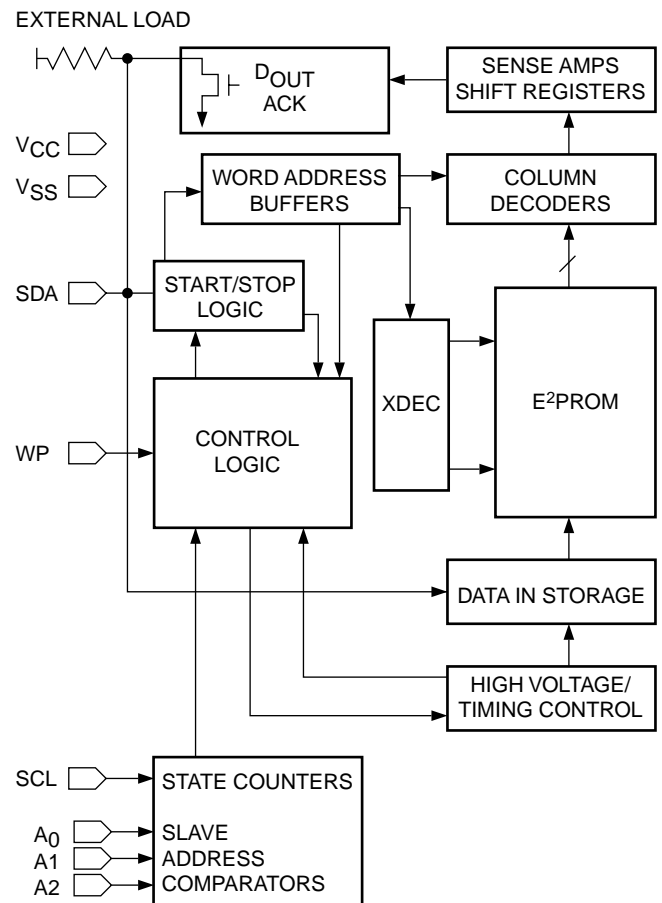 EXTERNAL LOAD
DOUT
ACK
SENSE AMPS
SHIFT REGISTERS
VCC
VSS
WORD ADDRESS
BUFFERS
COLUMN
DECODERS
SDA
START/STOP
LOGIC
XDEC
E²PROM
WP
CONTROL
LOGIC
DATA IN STORAGE
HIGH VOLTAGE/
TIMING CONTROL
SCL
STATE COUNTERS
A0
SLAVE
A1
ADDRESS
A2
COMPARATORS